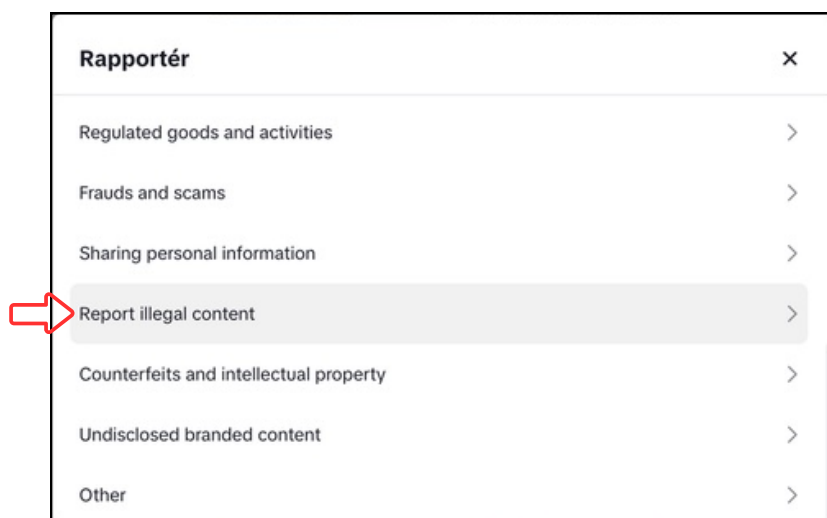 Rapportér
Regulated goods and activities
Frauds and scams
Sharing personal information
Report illegal content
Counterfeits and intellectual property
Undisclosed branded content
Other